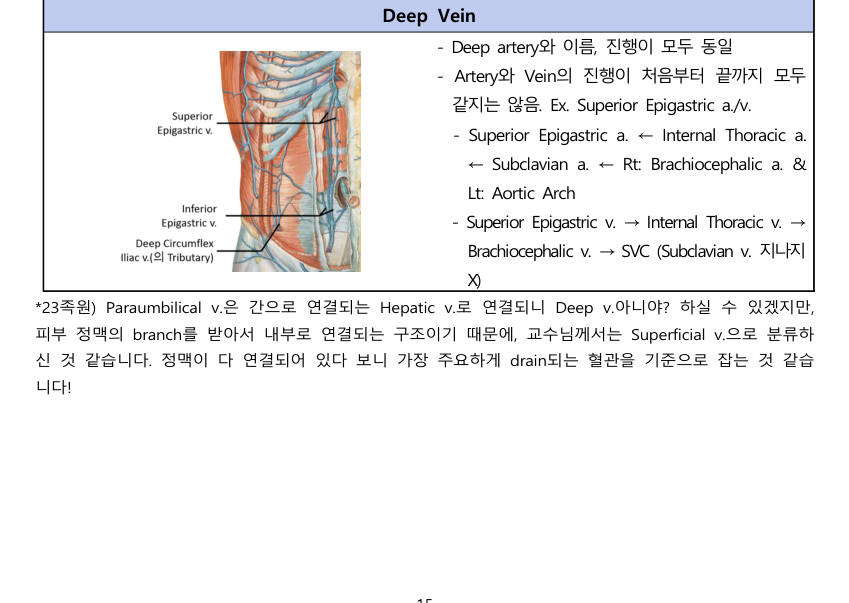 Deep Vein
Superior
Epigastric v.
Inferior
Epigastric v.
Deep Circumflex
Iliac v.(의 Tributary)
- Deep artery와 이름, 진행이 모두 동일
- Artery와 Vein의 진행이 처음부터 끝까지 모두
같지는 않음. Ex. Superior Epigastric a./v.
- Superior Epigastric a. ← Internal Thoracic a.
← Subclavian a. ← Rt: Brachiocephalic a. &
Lt: Aortic Arch
- Superior Epigastric v. → Internal Thoracic v. →
Brachiocephalic v. → SVC (Subclavian v. 지나지
X)
*23족원) Paraumbilical v.은 간으로 연결되는 Hepatic v.로 연결되니 Deep v.아니야? 하실 수 있겠지만,
피부 정맥의 branch를 받아서 내부로 연결되는 구조이기 때문에, 교수님께서는 Superficial v.으로 분류하
신 것 같습니다. 정맥이 다 연결되어 있다 보니 가장 주요하게 drain되는 혈관을 기준으로 잡는 것 같습
니다!
15